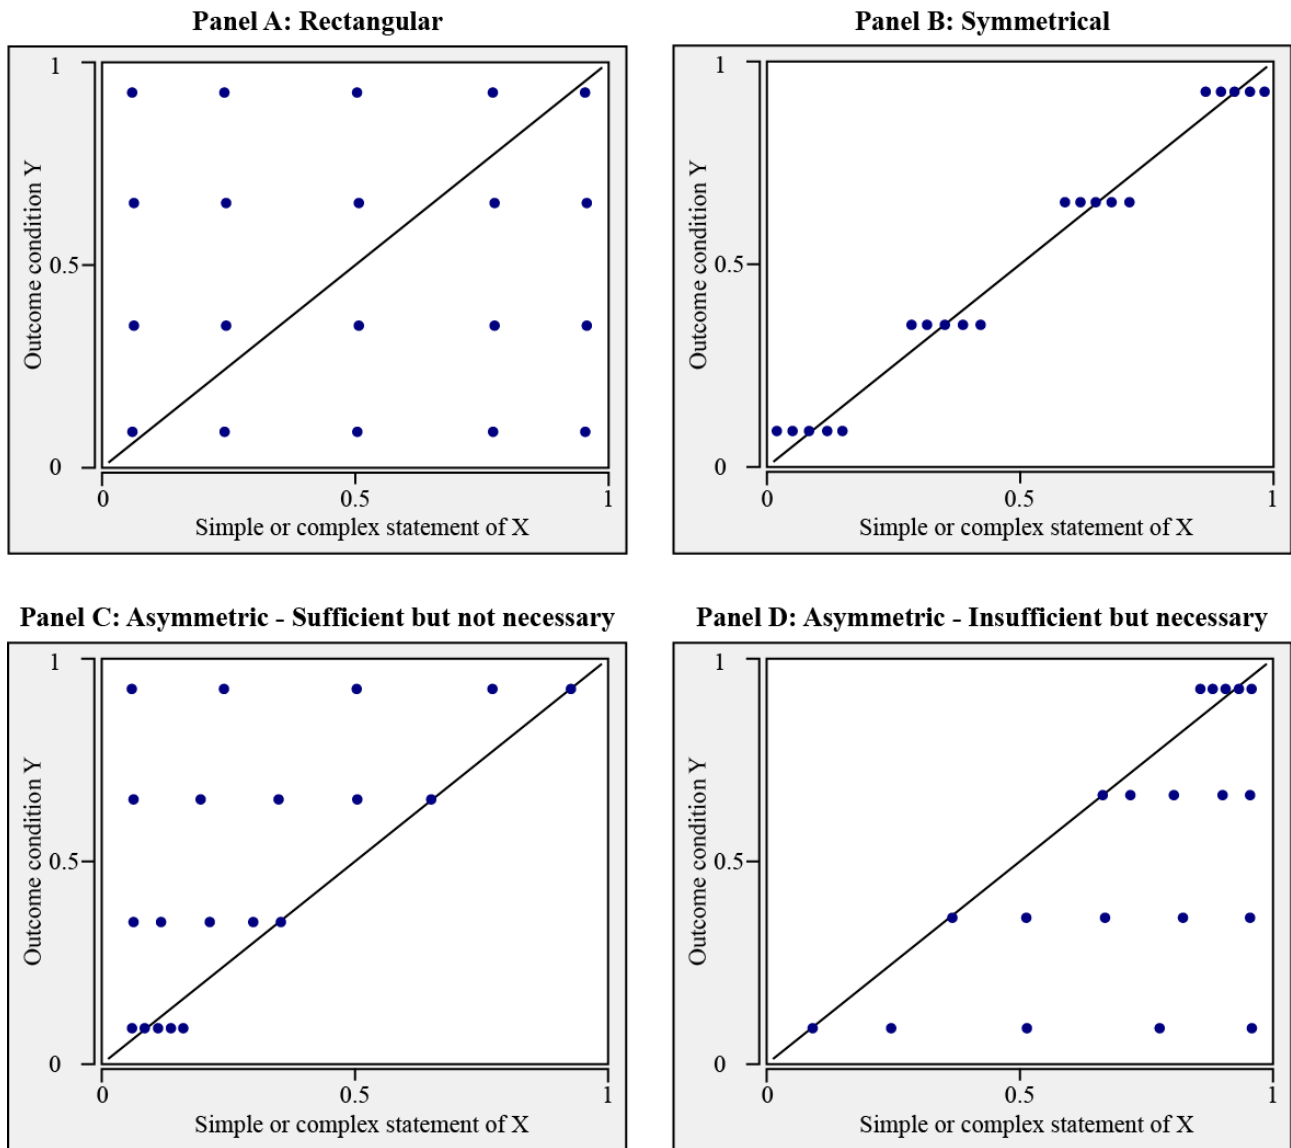 Panel A: Rectangular
1
0.5
0
Outcome condition Y
0
0.5
1
Simple or complex statement of X
Panel B: Symmetrical
1
0.5
0
Outcome condition Y
0
0.5
1
Simple or complex statement of X
Panel C: Asymmetric - Sufficient but not necessary
1
0.5
0
Outcome condition Y
0
0.5
1
Simple or complex statement of X
Panel D: Asymmetric - Insufficient but necessary
1
0.5
0
Outcome condition Y
0
0.5
1
Simple or complex statement of X